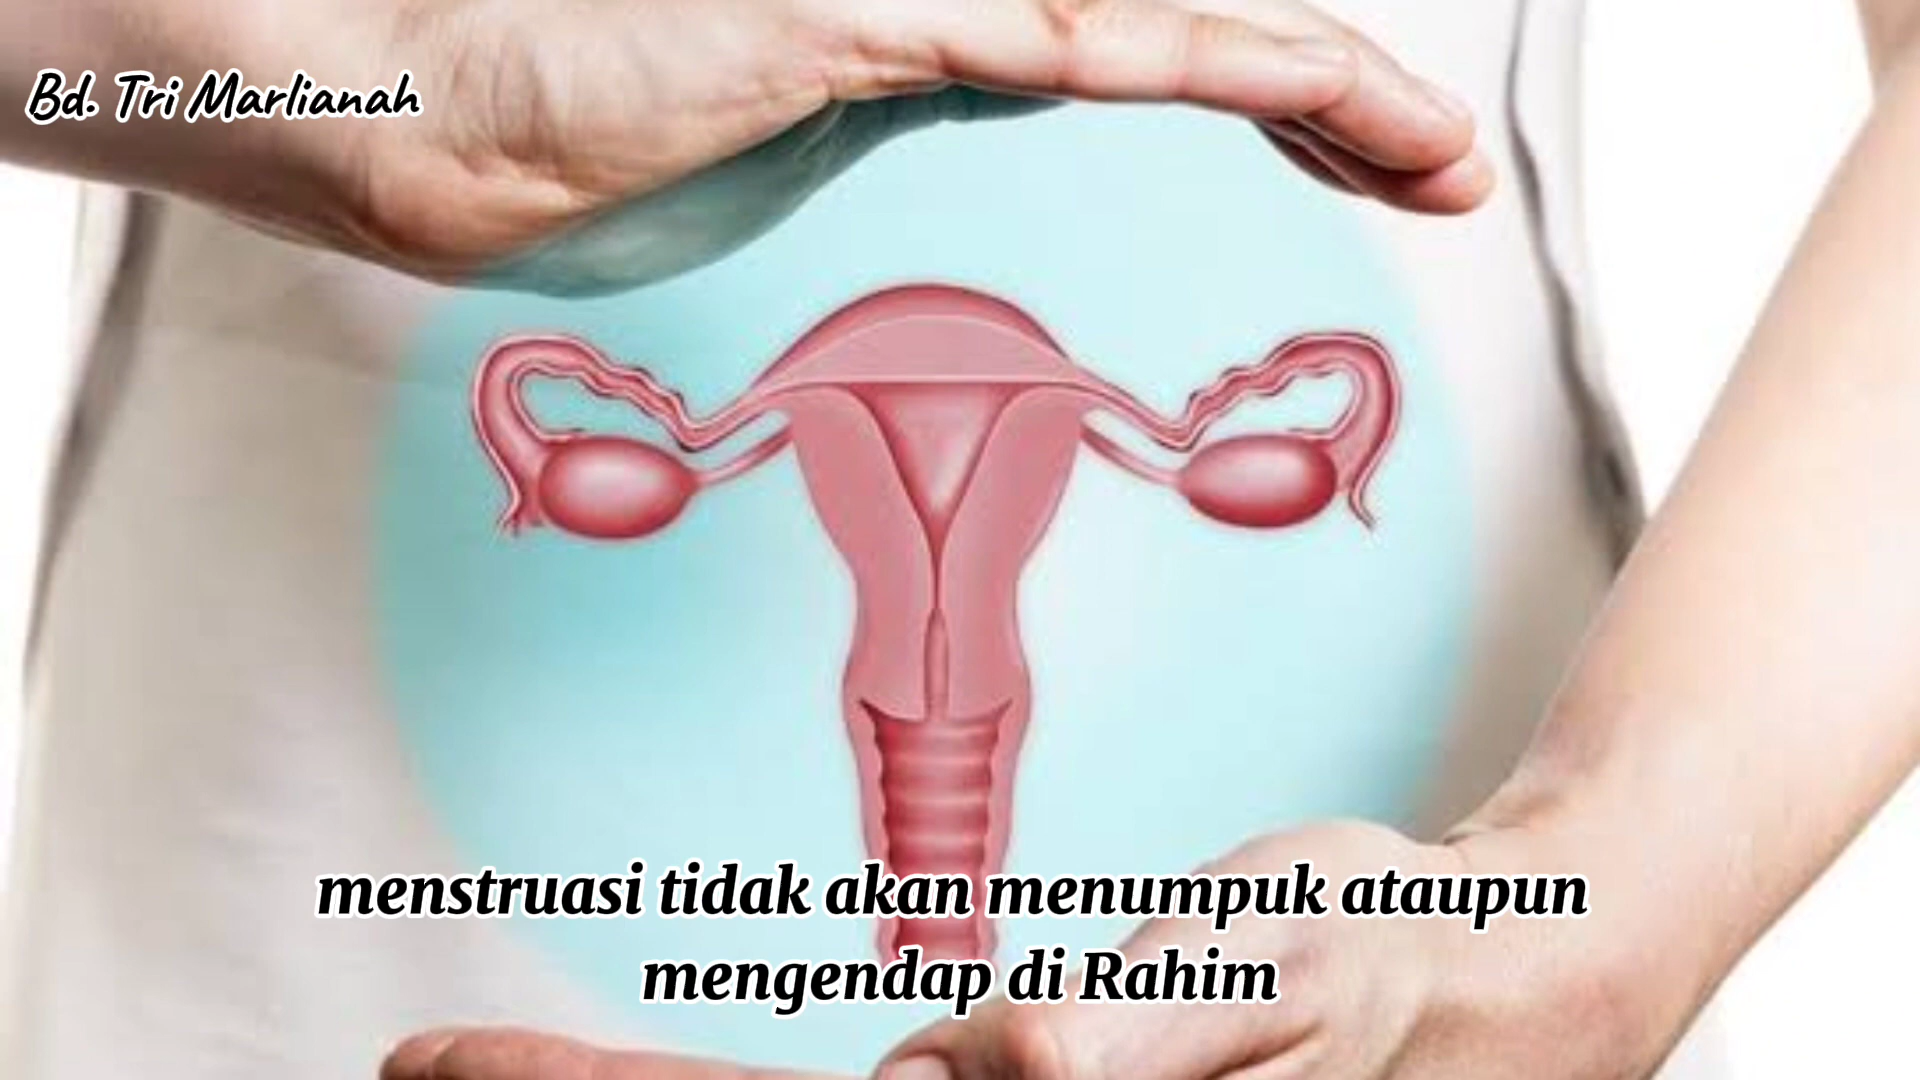 Bd. Tri Marlianah
menstruasi tidak akan menumpuk ataupun
mengendap di Rahim